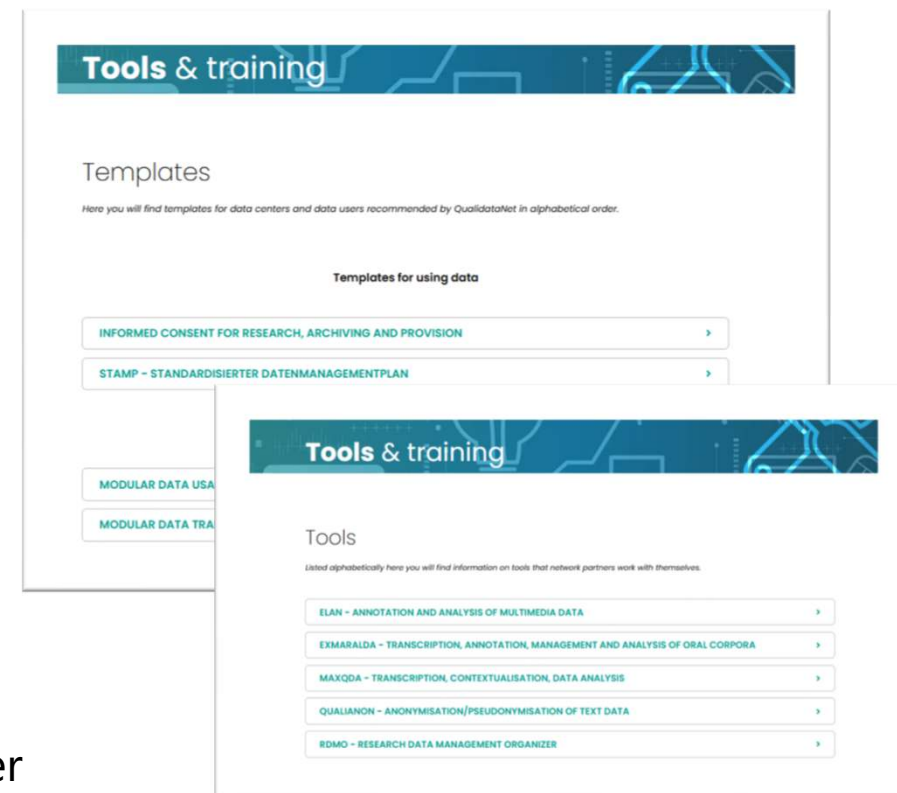 Tools & training
Templates
Here you will find templates for data centers and data users recommended by QualidataNet in alphabetical order.
Templates for using data
INFORMED CONSENT FOR RESEARCH, ARCHIVING AND PROVISION
STAMP - STANDARDISIERTER DATENMANAGEMENTPLAN
MODULAR DATA USA
MODULAR DATA TRA
Tools & training
Tools
Listed alphabetically here you will find information on tools that network partners work with themselves.
ELAN - ANNOTATION AND ANALYSIS OF MULTIMEDIA DATA
EXMARALDA - TRANSCRIPTION, ANNOTATION, MANAGEMENT AND ANALYSIS OF ORAL CORPORA
MAXQDA - TRANSCRIPTION, CONTEXTUALISATION, DATA ANALYSIS
QUALIANON - ANONYMISATION/PSEUDONYMISATION OF TEXT DATA
RDMO - RESEARCH DATA MANAGEMENT ORGANIZER
er